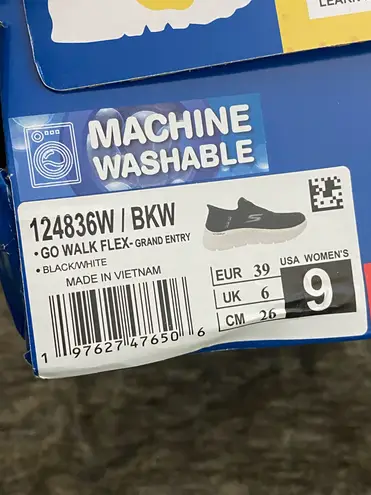 LEARN
MACHINE
WASHABLE
124836W / BKW
•GO WALK FLEX- GRAND ENTRY
• BLACK/WHITE
MADE IN VIETNAM
EUR 39
UK 6
CM 26
USA WOMEN'S
9
1 97627 47650 6